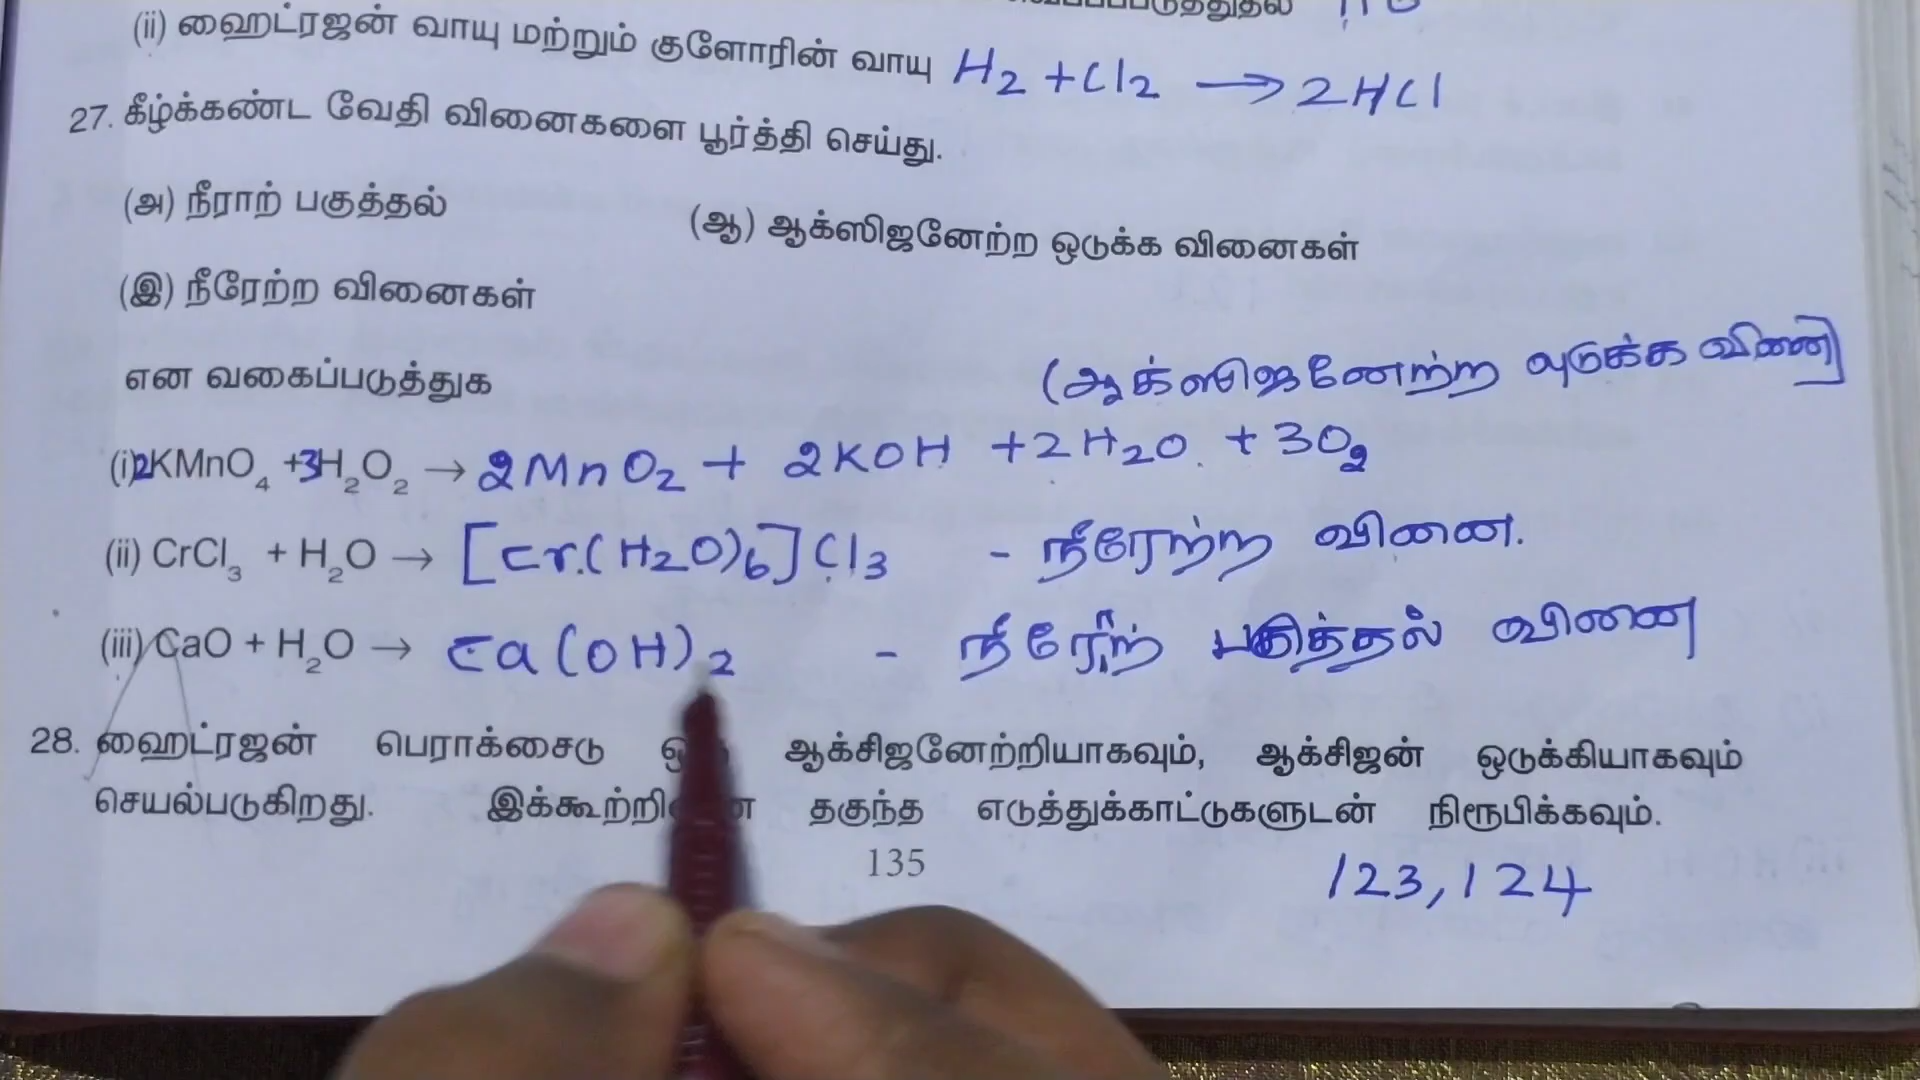 (ii) ஹைட்ரஜன் வாயு மற்றும் குளோரின் வாயு H2 + Cl2 → 2HCl
27. கீழ்க்கண்ட வேதி வினைகளை பூர்த்தி செய்து.
(அ) நீராற் பகுத்தல் (ஆ) ஆக்ஸிஜனேற்ற ஒடுக்க வினைகள்
(இ) நீரேற்ற வினைகள்
என வகைப்படுத்துக (ஆக்ஸிஜனேற்ற ஒடுக்க வினை)
(i) 2KMnO4 + 3H2O2 → 2MnO2 + 2KOH + 2H2O + 3O2
(ii) CrCl3 + H2O → [Cr.(H2O)6]Cl3 - நீரேற்ற வினை.
(iii) CaO + H2O → Ca(OH)2 - பகுத்தல் வினை
28. ஹைட்ரஜன் பெராக்சைடு ஆக்சிஜனேற்றியாகவும், ஆக்சிஜன் ஒடுக்கியாகவும்
செயல்படுகிறது. தகுந்த எடுத்துக்காட்டுகளுடன் நிரூபிக்கவும்.
135
123,124